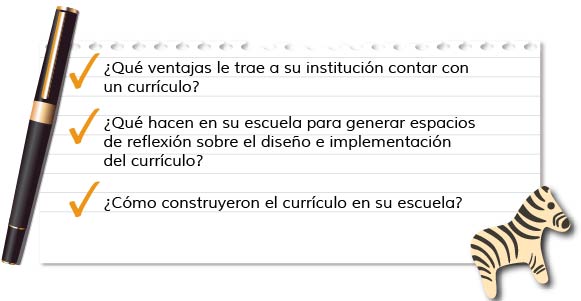 ¿Qué ventajas le trae a su institución contar con
un currículo?
¿Qué hacen en su escuela para generar espacios
de reflexión sobre el diseño e implementación
del currículo?
¿Cómo construyeron el currículo en su escuela?